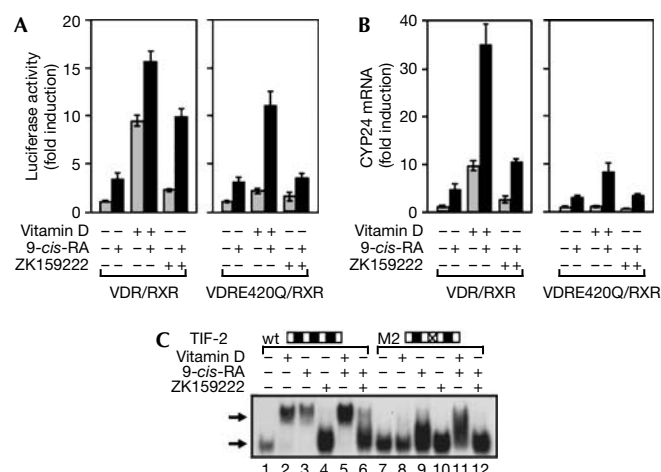 A
B
Luciferase activity
(fold induction)
20
15
10
5
0
CYP24 mRNA
(fold induction)
40
30
20
10
0
Vitamin D − − + + − − − − + + − −
9-cis-RA − + − + − + − + − + − +
ZK159222 − − − − + + − − − − + +
VDR/RXR VDRE420Q/RXR
Vitamin D − − + + − − − − + + − −
9-cis-RA − + − + − + − + − + − +
ZK159222 − − − − + + − − − − + +
VDR/RXR VDRE420Q/RXR
C TIF-2 wt M2
Vitamin D − + − − + − − + − − + −
9-cis-RA − − + − + + − − + − + +
ZK159222 − − − + − + − − − + − +
1 2 3 4 5 6 7 8 9 10 11 12